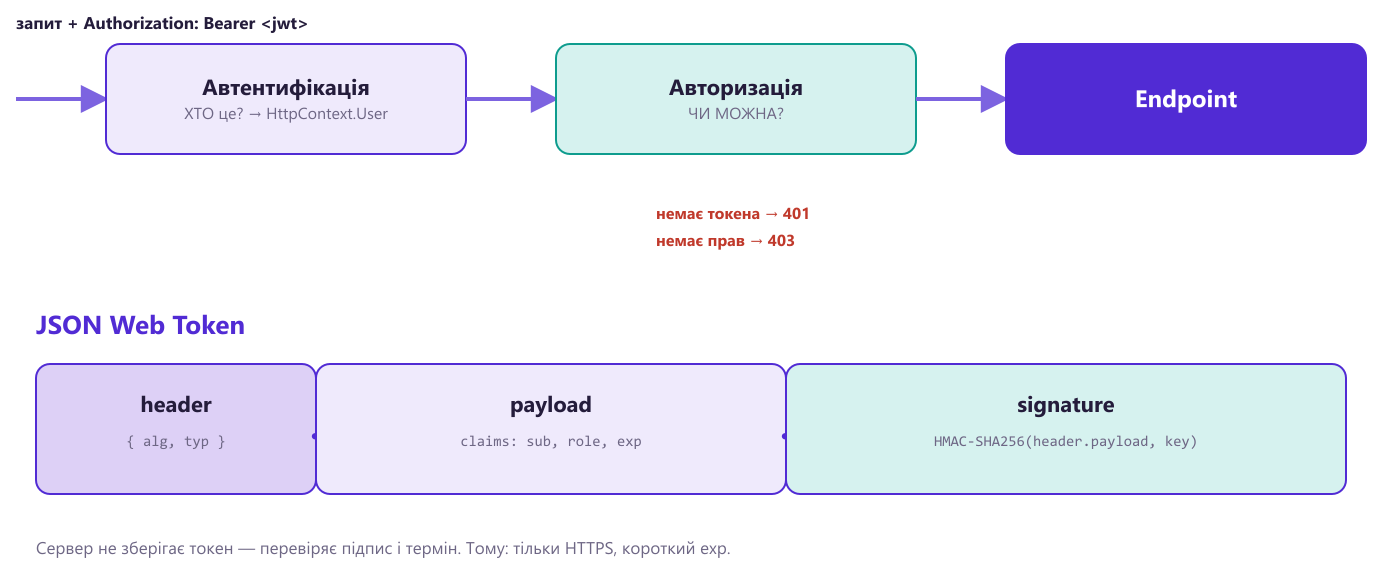 запит + Authorization: Bearer <jwt>
Автентифікація
ХТО це? → HttpContext.User
Авторизація
ЧИ МОЖНА?
Endpoint
немає токена → 401
немає прав → 403
JSON Web Token
header
{ alg, typ }
payload
claims: sub, role, exp
signature
HMAC-SHA256(header.payload, key)
Сервер не зберігає токен — перевіряє підпис і термін. Тому: тільки HTTPS, короткий exp.